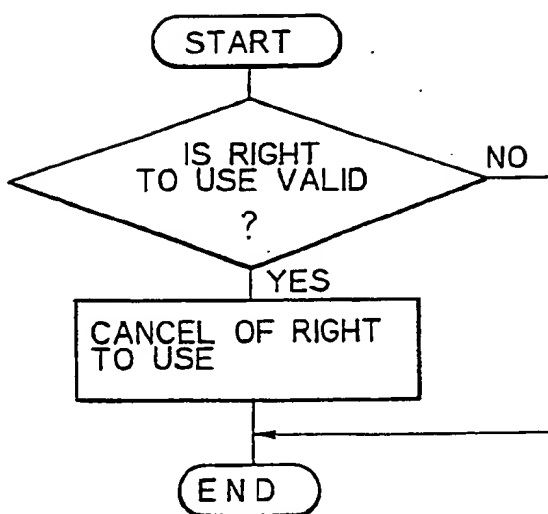 START
IS RIGHT
TO USE VALID
?
NO
YES
CANCEL OF RIGHT
TO USE
END